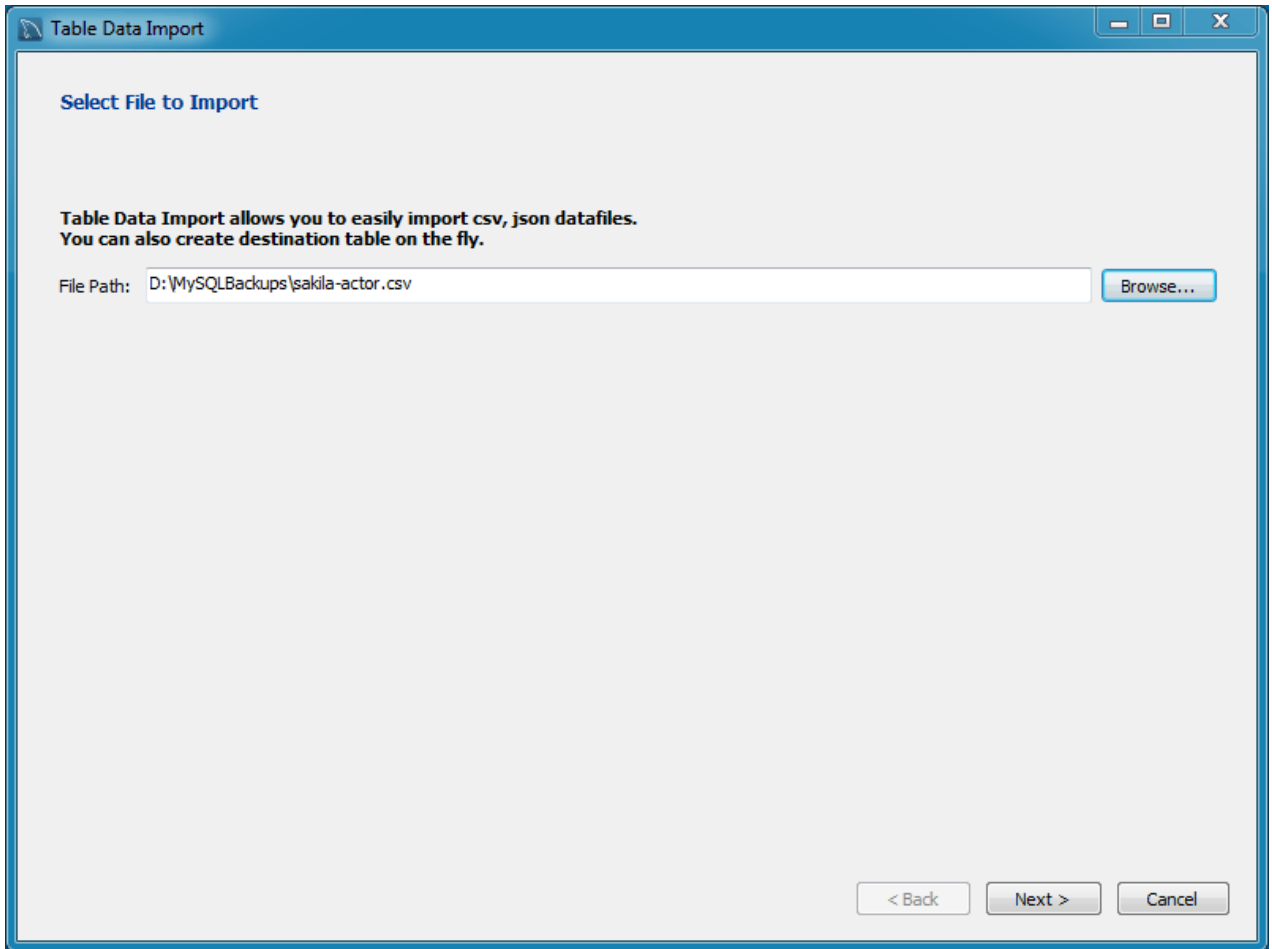 Table Data Import
Select File to Import
Table Data Import allows you to easily import csv, json datafiles.
You can also create destination table on the fly.
File Path: D:\MySQLBackups\sakila-actor.csv Browse...
< Back Next > Cancel